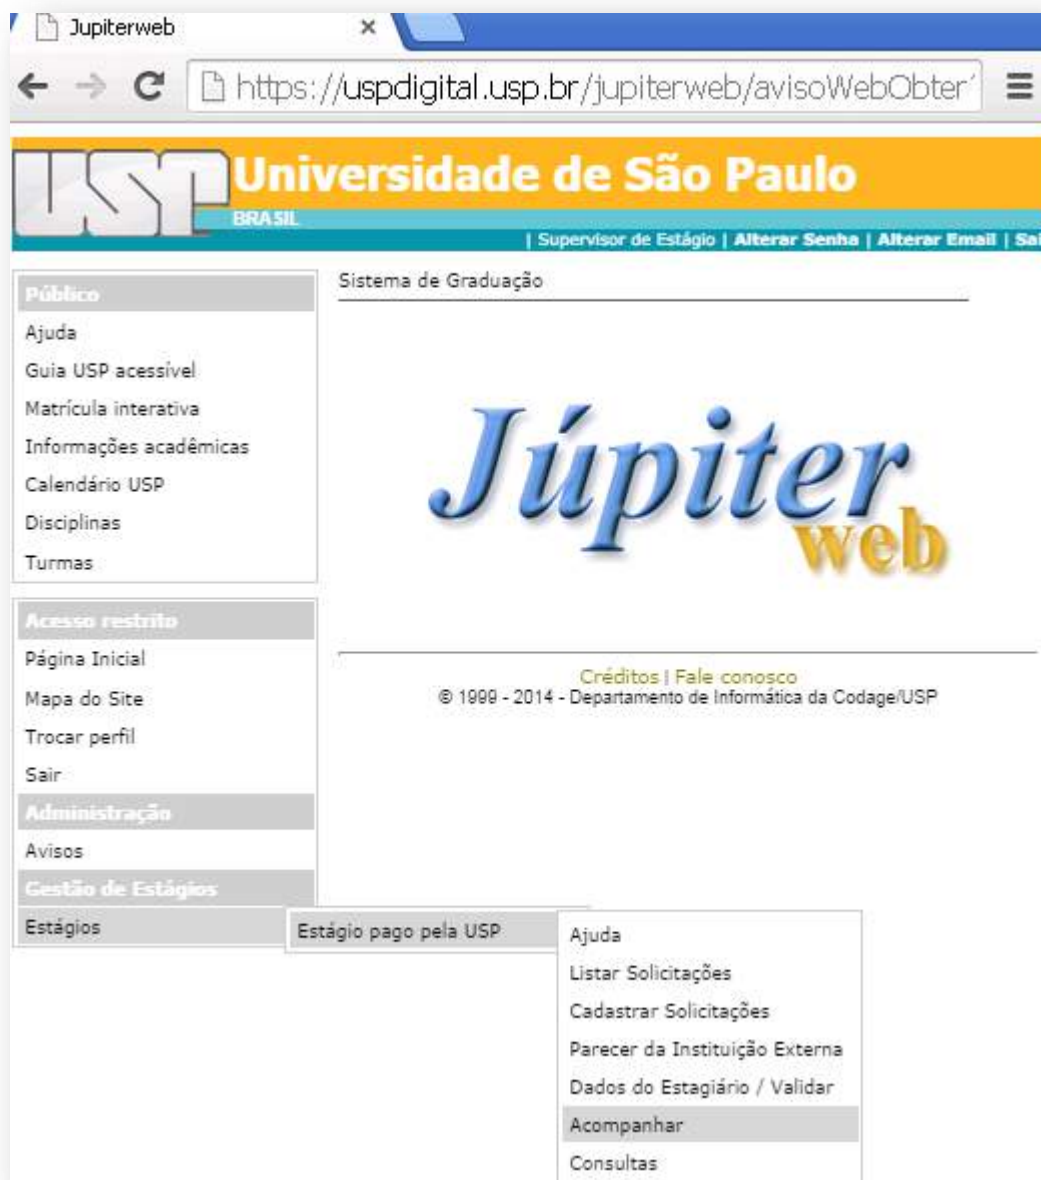 Jupiterweb
https://uspdigital.usp.br/jupiterweb/avisoWebObter
USP Universidade de São Paulo
BRASIL
| Supervisor de Estágio | Alterar Senha | Alterar Email | Sai
Público
Ajuda
Guia USP acessível
Matrícula interativa
Informações acadêmicas
Calendário USP
Disciplinas
Turmas
Sistema de Graduação
Júpiter
web
Créditos | Fale conosco
© 1999 - 2014 - Departamento de Informática da Codage/USP
Acesso restrito
Página Inicial
Mapa do Site
Trocar perfil
Sair
Administração
Avisos
Gestão de Estágios
Estágios
Estágio pago pela USP
Ajuda
Listar Solicitações
Cadastrar Solicitações
Parecer da Instituição Externa
Dados do Estagiário / Validar
Acompanhar
Consultas